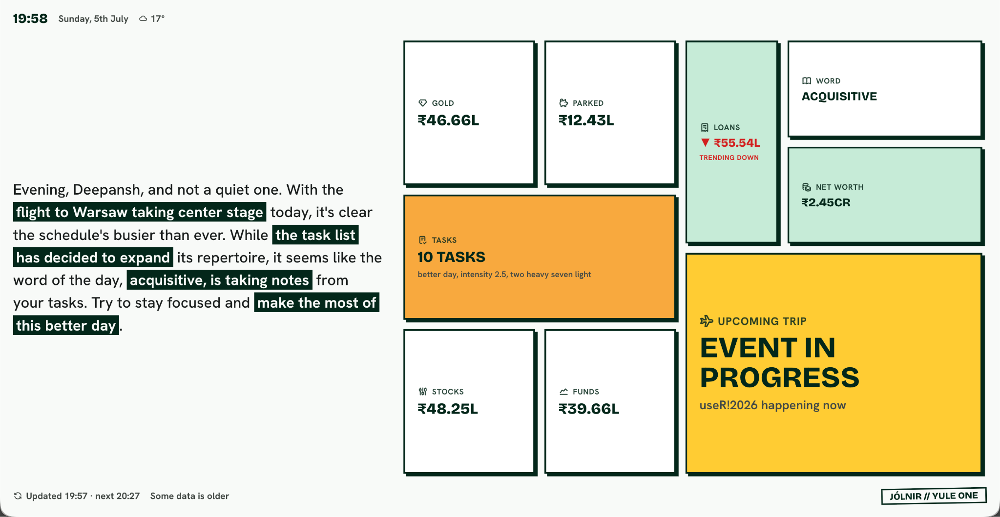 19:58 Sunday, 5th July 17°
Evening, Deepansh, and not a quiet one. With the
flight to Warsaw taking center stage today, it's clear
the schedule's busier than ever. While the task list
has decided to expand its repertoire, it seems like the
word of the day, acquisitive, is taking notes from
your tasks. Try to stay focused and make the most of
this better day.
GOLD
₹46.66L
PARKED
₹12.43L
LOANS
▼ ₹55.54L
TRENDING DOWN
WORD
ACQUISITIVE
NET WORTH
₹2.45CR
TASKS
10 TASKS
better day, intensity 2.5, two heavy seven light
UPCOMING TRIP
EVENT IN
PROGRESS
useR!2026 happening now
STOCKS
₹48.25L
FUNDS
₹39.66L
Updated 19:57 · next 20:27 Some data is older
JÓLNIR // YULE ONE